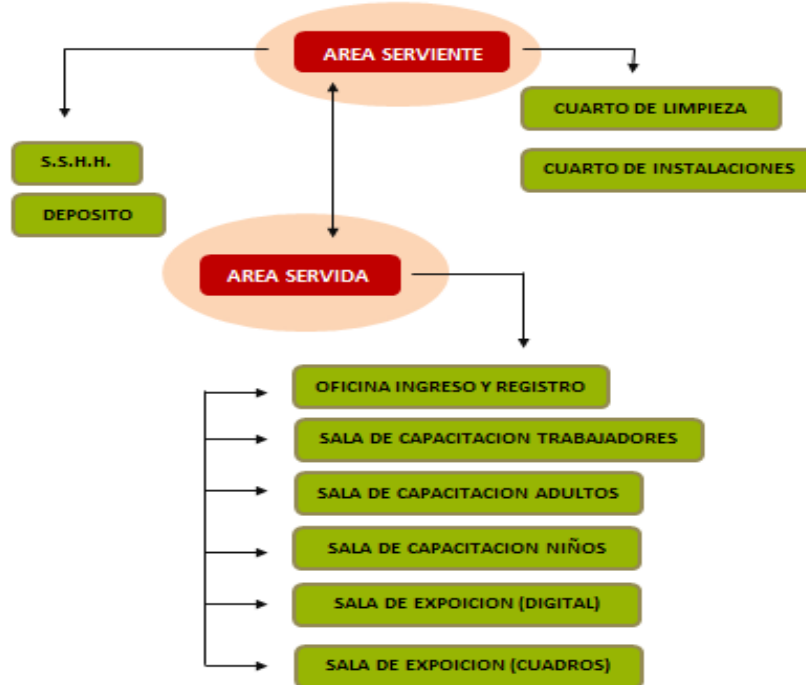 AREA SERVIENTE
CUARTO DE LIMPIEZA
S.S.H.H.
CUARTO DE INSTALACIONES
DEPOSITO
AREA SERVIDA
OFICINA INGRESO Y REGISTRO
SALA DE CAPACITACION TRABAJADORES
SALA DE CAPACITACION ADULTOS
SALA DE CAPACITACION NIÑOS
SALA DE EXPOICION (DIGITAL)
SALA DE EXPOICION (CUADROS)